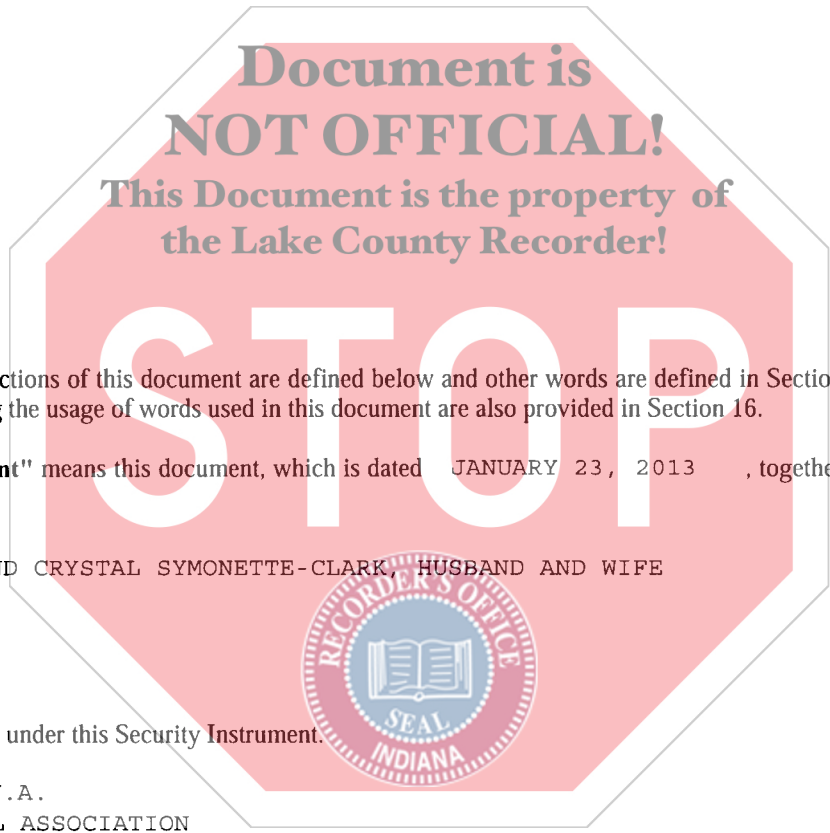 Document is
NOT OFFICIAL!
This Document is the property of
the Lake County Recorder!
STOP
ctions of this document are defined below and other words are defined in Sectio
the usage of words used in this document are also provided in Section 16.
nt" means this document, which is dated JANUARY 23, 2013 , togethe
ND CRYSTAL SYMONETTE-CLARK, HUSBAND AND WIFE
RECORDER'S OFFICE
SEAL
INDIANA
under this Security Instrument.
.A.
ASSOCIATION